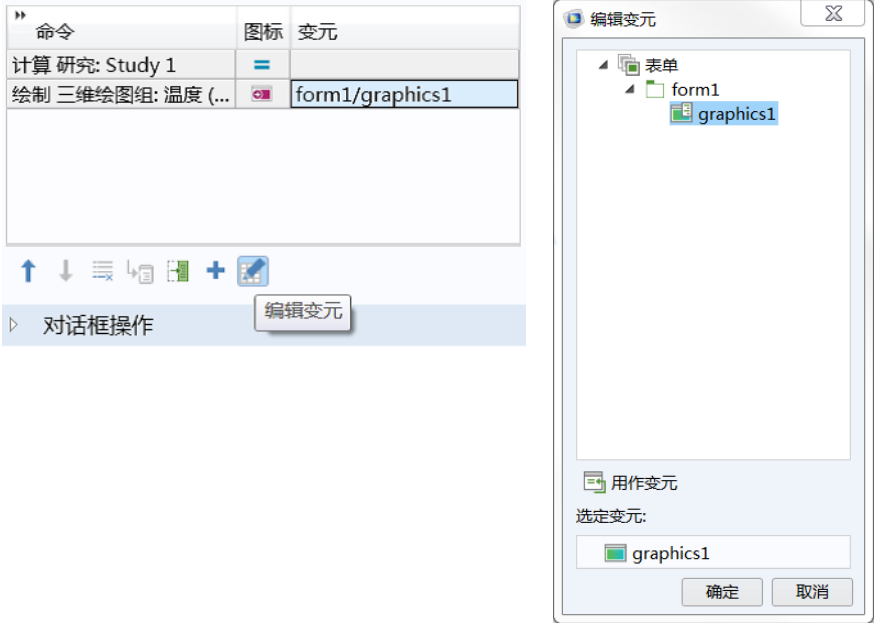 命令 图标 变元
计算 研究: Study 1
绘制 三维绘图组: 温度 (... form1/graphics1
编辑变元
对话框操作
编辑变元
表单
form1
graphics1
用作变元
选定变元:
graphics1
确定 取消